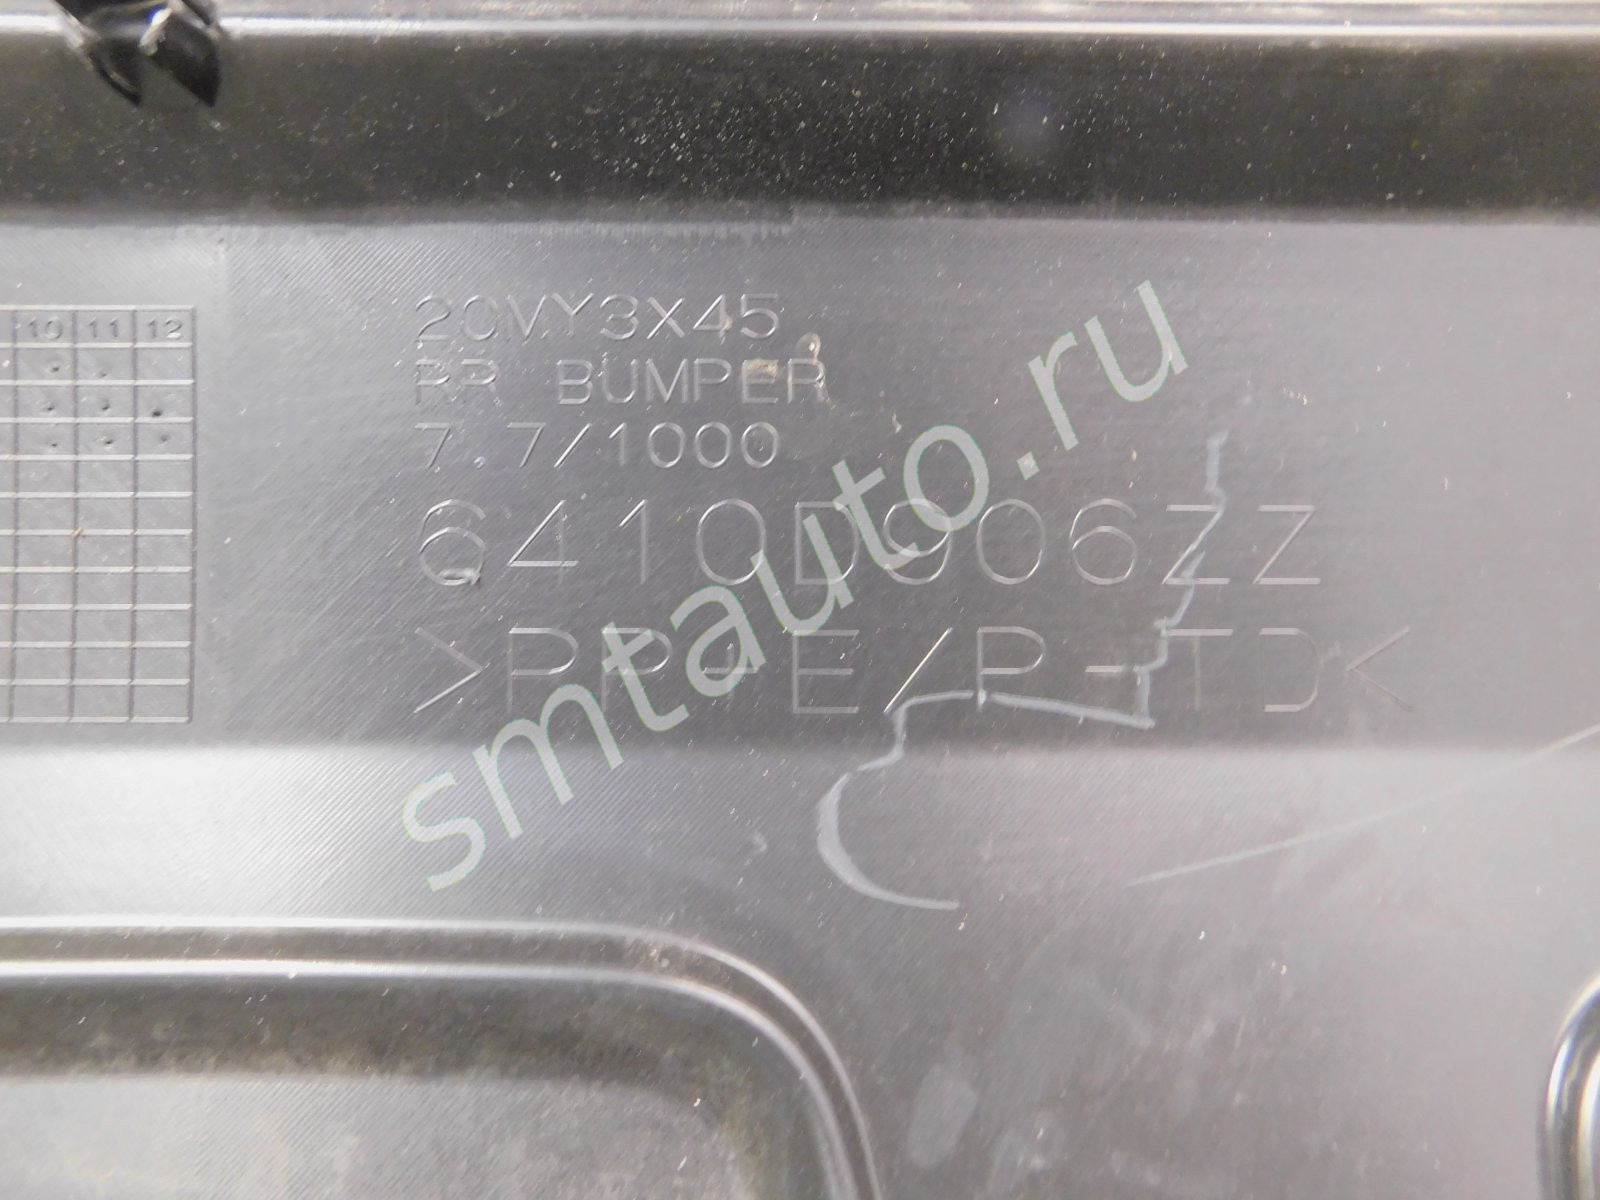 10 11 12
20MY3X45
RR BUMPER
7.7/1000
6410D906ZZ
>PP+E/P-TD<
smtauto.ru